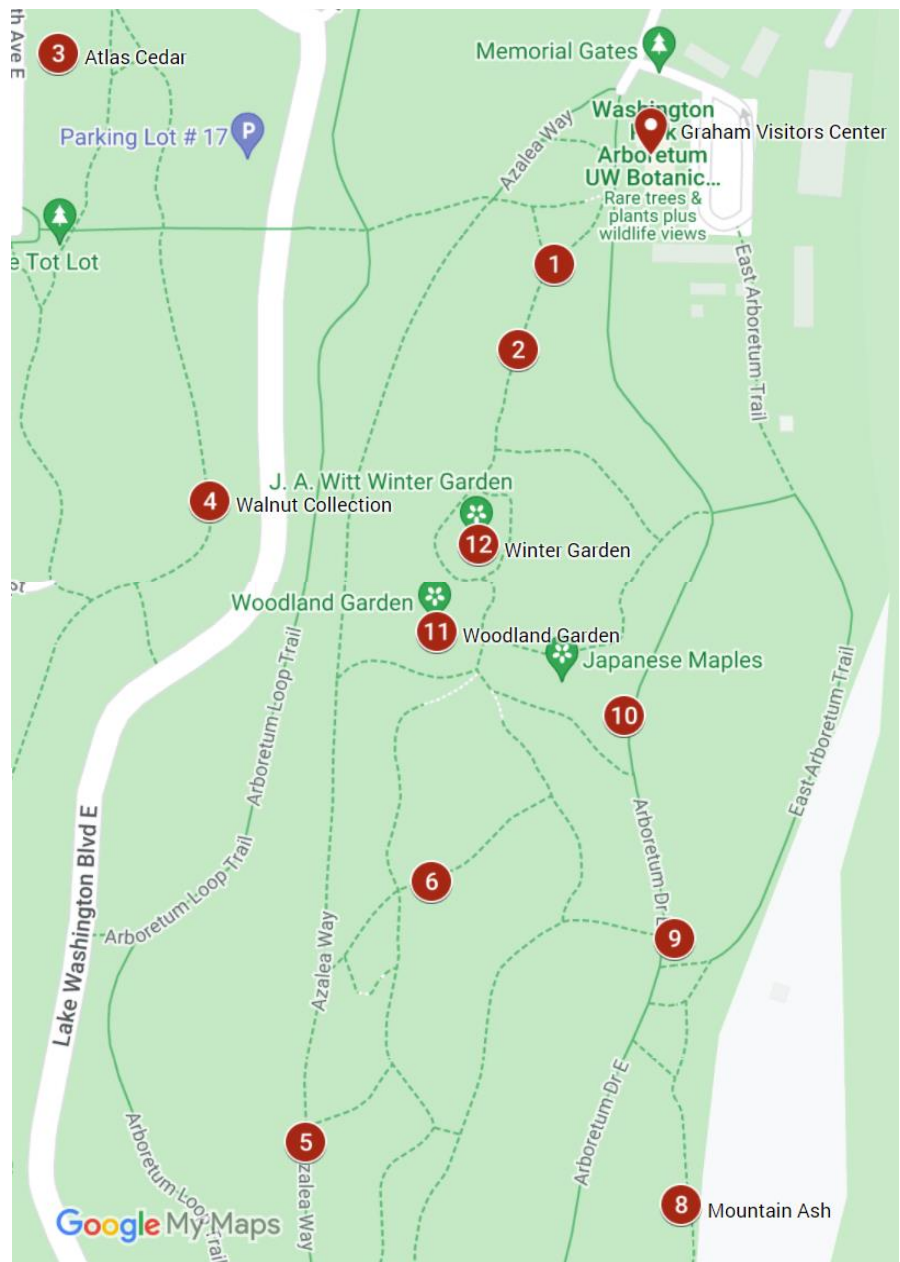 th Ave E
3
Atlas Cedar
Memorial Gates
Parking Lot # 17
P
Azalea Way
Washington
Park
Graham Visitors Center
Arboretum
UW Botanic...
Rare trees &
plants plus
wildlife views
e Tot Lot
1
East Arboretum Trail
2
J. A. Witt Winter Garden
4
Walnut Collection
12
Winter Garden
Woodland Garden
11
Woodland Garden
Japanese Maples
Arboretum Loop Trail
10
East Arboretum Trail
Lake Washington Blvd E
Arboretum Dr E
Arboretum Loop Trail
6
Azalea Way
9
Arboretum Dr E
5
Azalea Way
Arboretum Loop Trail
8
Mountain Ash
Google My Maps